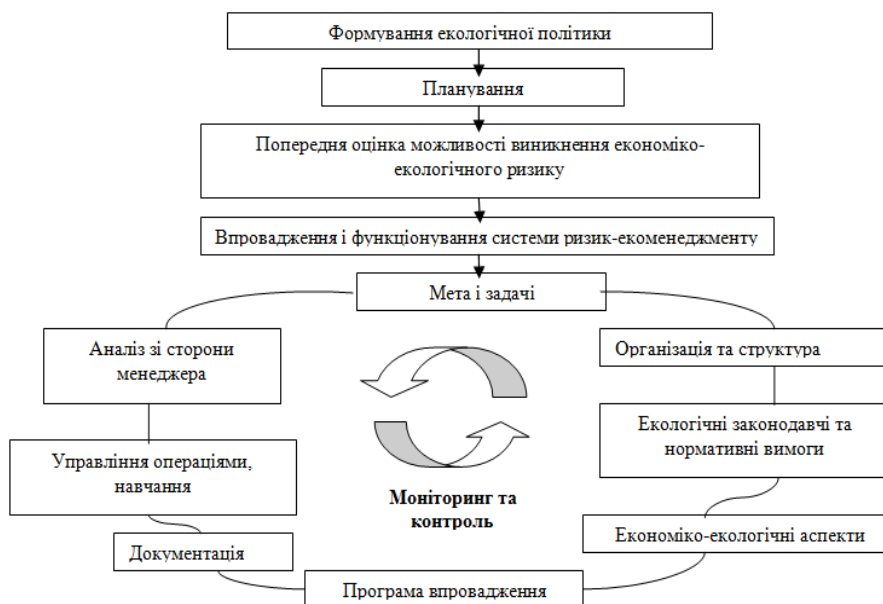 Формування екологічної політики
Планування
Попередня оцінка можливості виникнення економіко-
екологічного ризику
Впровадження і функціонування системи ризик-екоменеджменту
Мета і задачі
Аналіз зі сторони
менеджера
Організація та структура
Управління операціями,
навчання
Екологічні законодавчі та
нормативні вимоги
Моніторинг та
контроль
Документація
Економіко-екологічні аспекти
Програма впровадження